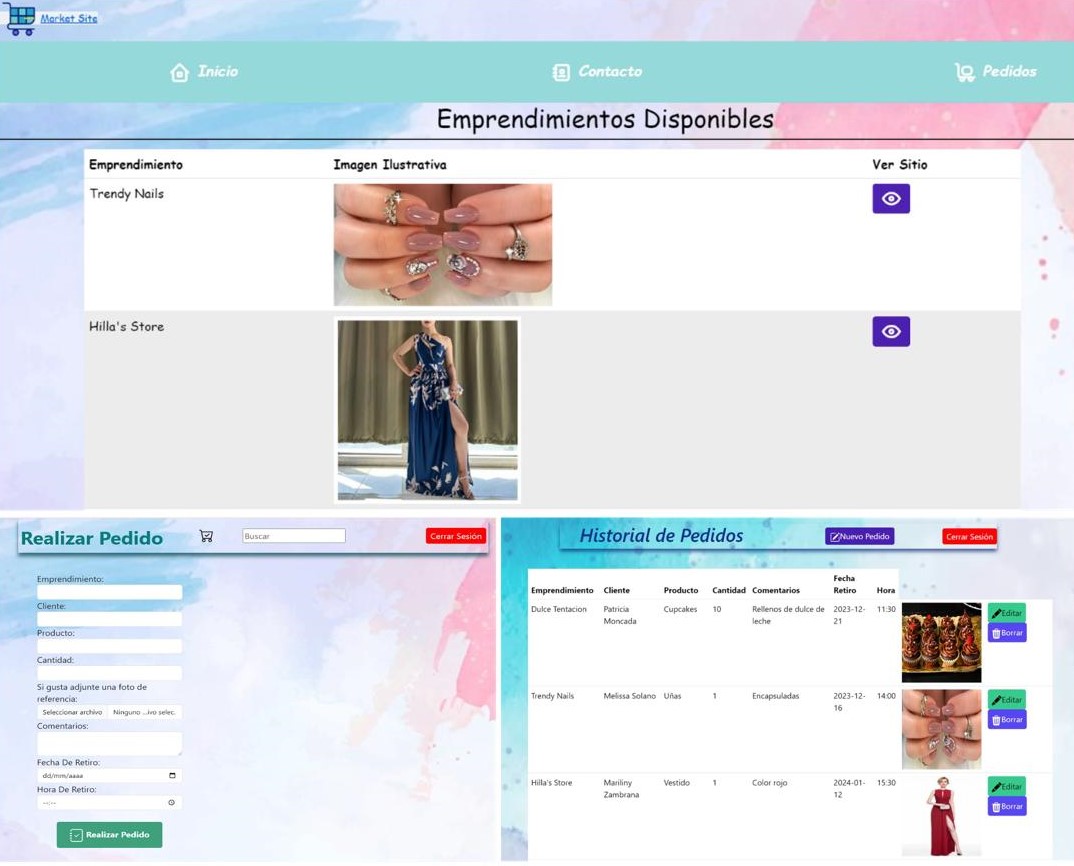 Market Site
Inicio Contacto Pedidos
Emprendimientos Disponibles
Emprendimiento Imagen Ilustrativa Ver Sitio
Trendy Nails
Hilla's Store
Realizar Pedido Buscar Cerrar Sesión
Emprendimiento:
Cliente:
Producto:
Cantidad:
Si gusta adjunte una foto de
referencia:
Seleccionar archivo Ninguno ...ivo selec.
Comentarios:
Fecha De Retiro:
dd/mm/aaaa
Hora De Retiro:
--:--
Realizar Pedido
Historial de Pedidos Nuevo Pedido Cerrar Sesión
Emprendimiento Cliente Producto Cantidad Comentarios Fecha Retiro Hora
Dulce Tentacion Patricia Moncada Cupcakes 10 Rellenos de dulce de leche 2023-12-21 11:30 Editar
Borrar
Trendy Nails Melissa Solano Uñas 1 Encapsuladas 2023-12-16 14:00 Editar
Borrar
Hilla's Store Mariliny Zambrana Vestido 1 Color rojo 2024-01-12 15:30 Editar
Borrar